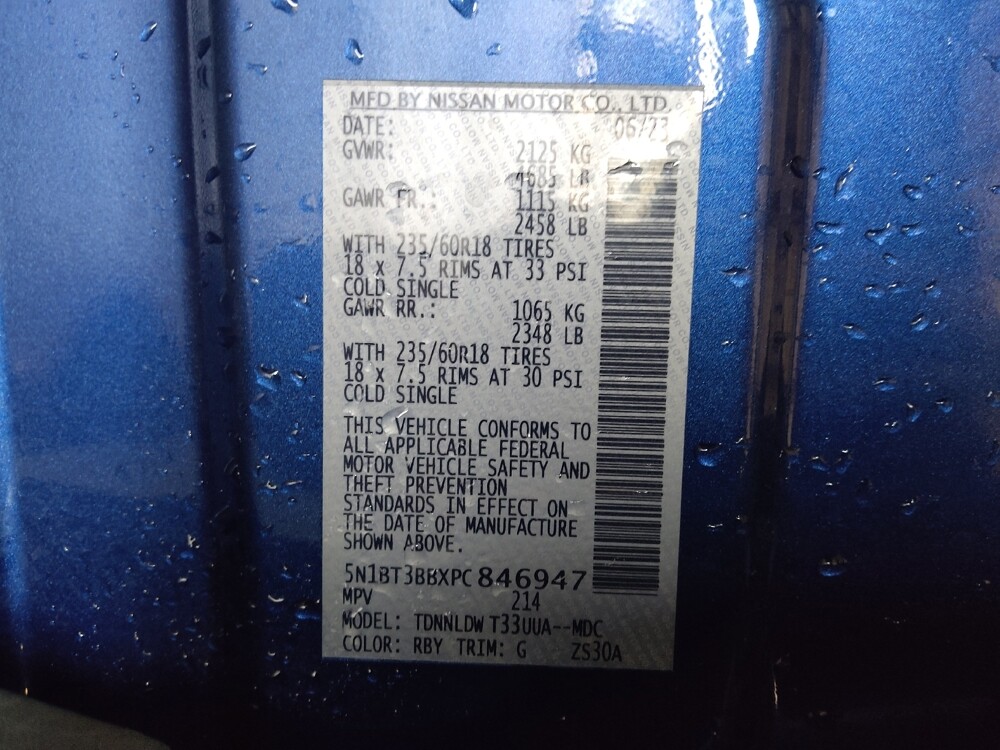 MFD BY NISSAN MOTOR CO., LTD.
DATE: 06/23
GVWR: 2125 KG
4685 LB
GAWR FR.: 1115 KG
2458 LB
WITH 235/60R18 TIRES
18 X 7.5 RIMS AT 33 PSI
COLD SINGLE
GAWR RR.: 1065 KG
2348 LB
WITH 235/60R18 TIRES
18 X 7.5 RIMS AT 30 PSI
COLD SINGLE
THIS VEHICLE CONFORMS TO
ALL APPLICABLE FEDERAL
MOTOR VEHICLE SAFETY AND
THEFT PREVENTION
STANDARDS IN EFFECT ON
THE DATE OF MANUFACTURE
SHOWN ABOVE.
5N1BT3BBXPC846947
MPV 214
MODEL: TDNNLDW T33UUA--MDC
COLOR: RBY TRIM: G ZS30A